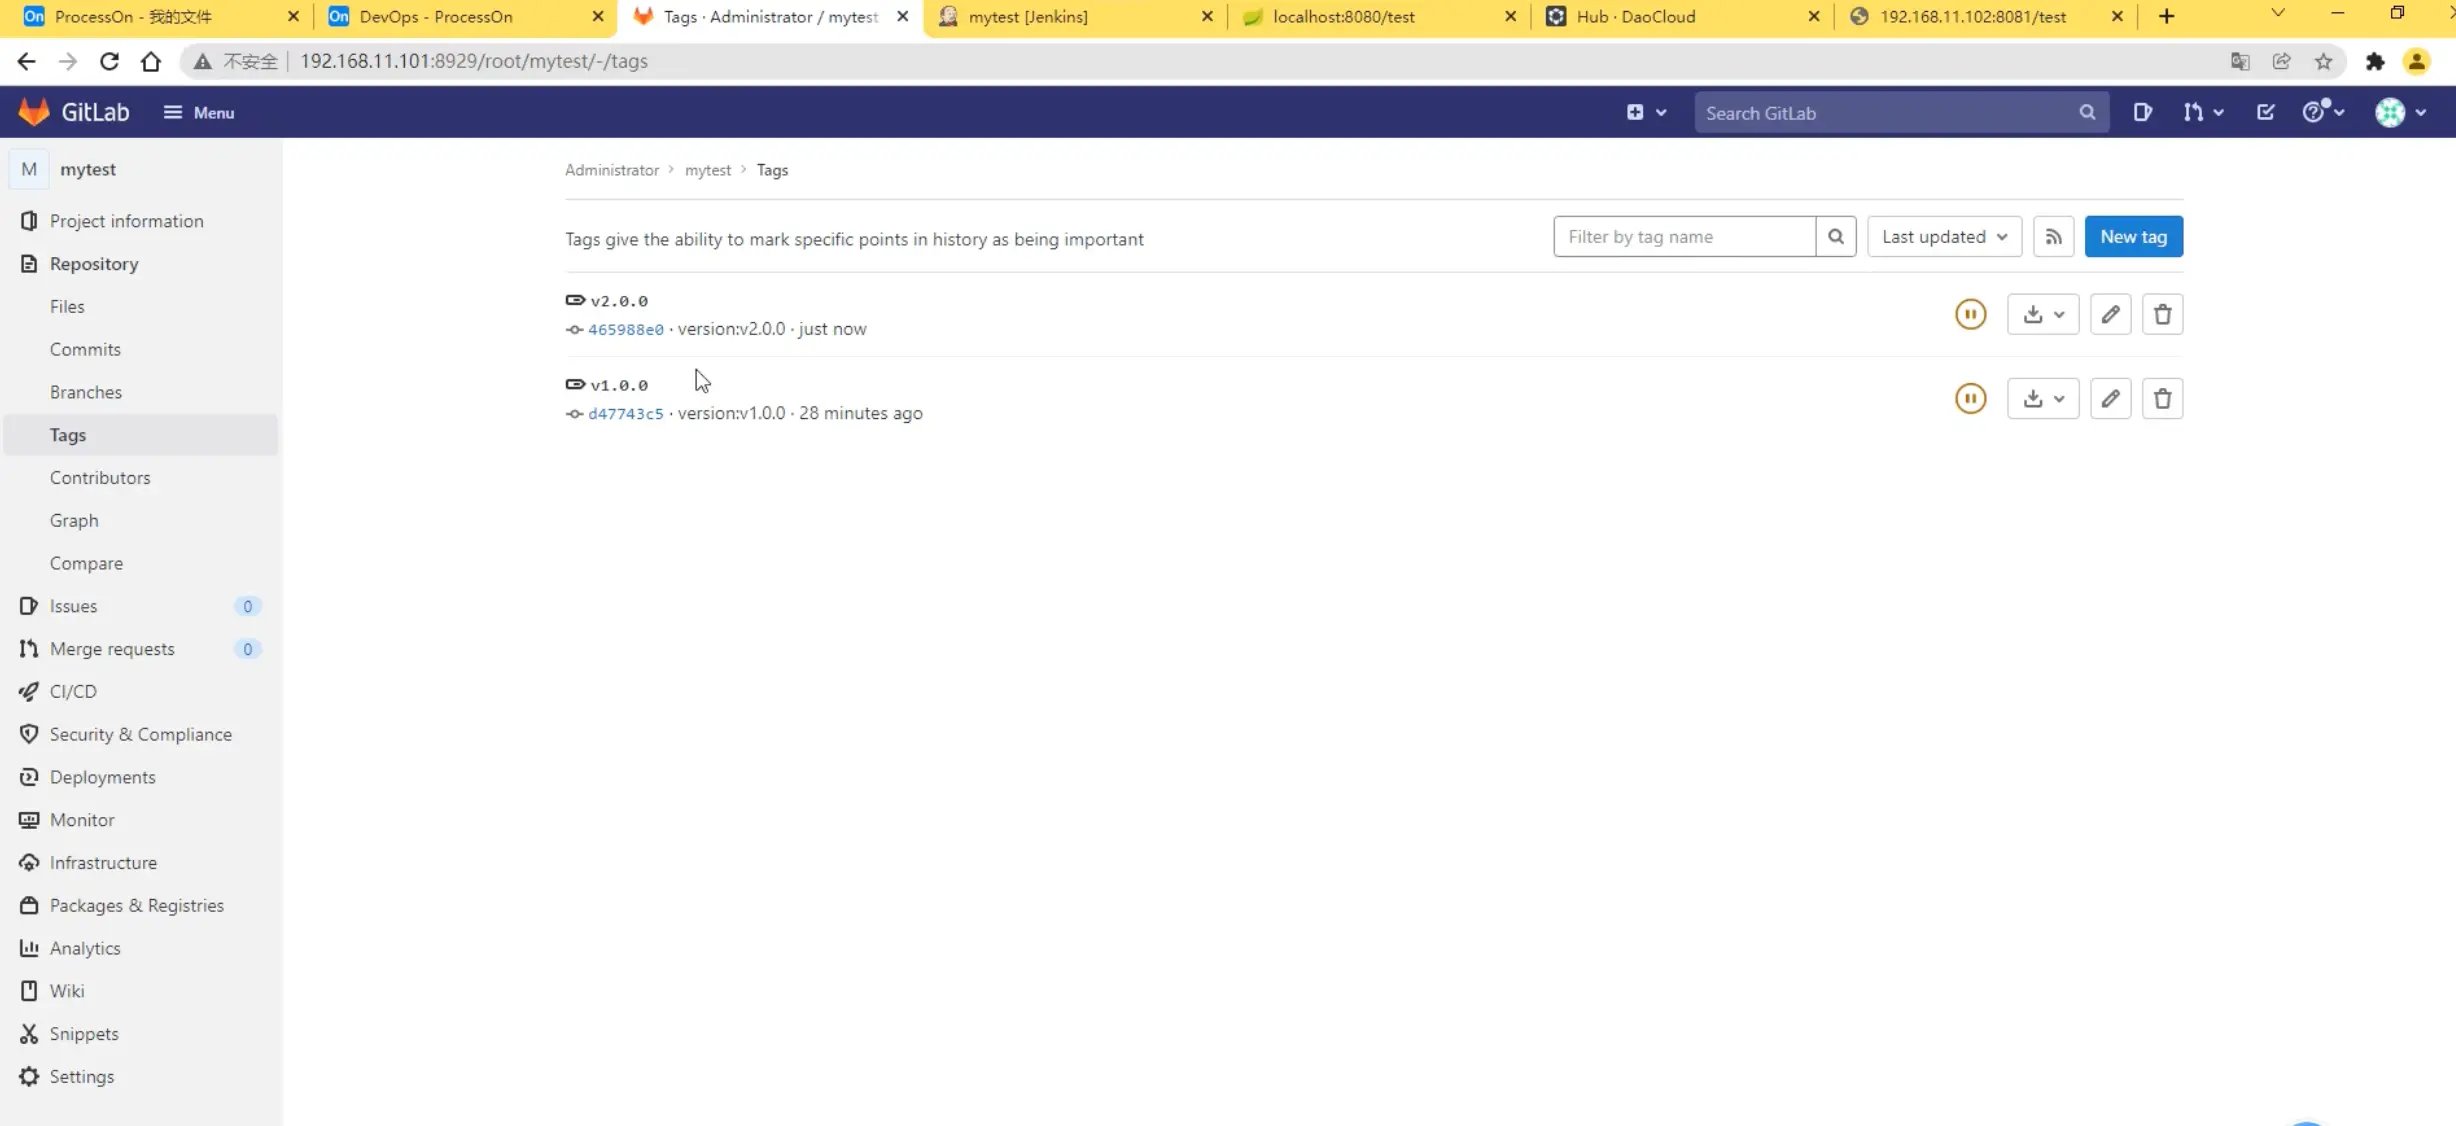 On ProcessOn - 我的文件
On DevOps - ProcessOn
Tags · Administrator / mytest
mytest [Jenkins]
localhost:8080/test
Hub · DaoCloud
192.168.11.102:8081/test
不安全
192.168.11.101:8929/root/mytest/-/tags
GitLab
Menu
Search GitLab
M mytest
Administrator > mytest > Tags
Project information
Tags give the ability to mark specific points in history as being important
Filter by tag name
Last updated
New tag
Repository
Files
Commits
Branches
Tags
Contributors
Graph
Compare
Issues 0
Merge requests 0
CI/CD
Security & Compliance
Deployments
Monitor
Infrastructure
Packages & Registries
Analytics
Wiki
Snippets
Settings
v2.0.0
465988e0 · version:v2.0.0 · just now
v1.0.0
d47743c5 · version:v1.0.0 · 28 minutes ago